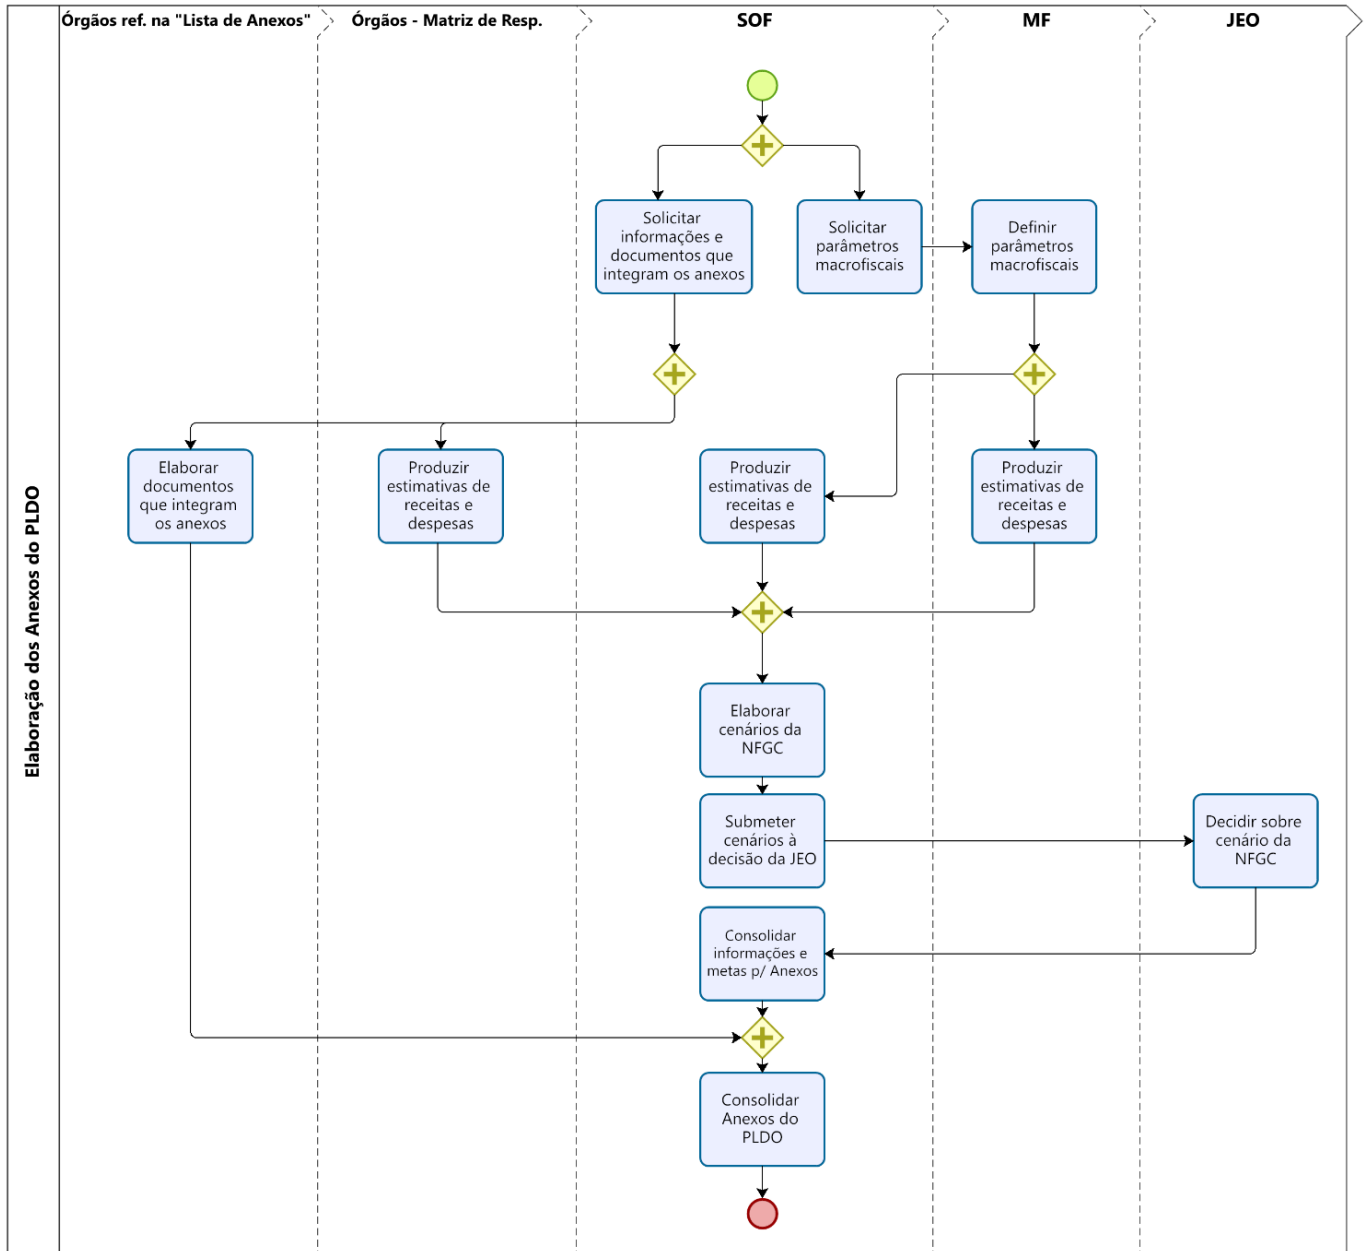 Órgãos ref. na "Lista de Anexos"
Órgãos - Matriz de Resp.
SOF
MF
JEO
Elaboração dos Anexos do PLDO
Solicitar
informações e
documentos que
integram os anexos
Solicitar
parâmetros
macrofiscais
Definir
parâmetros
macrofiscais
Elaborar
documentos
que integram
os anexos
Produzir
estimativas de
receitas e
despesas
Produzir
estimativas de
receitas e
despesas
Produzir
estimativas de
receitas e
despesas
Elaborar
cenários da
NFGC
Submeter
cenários à
decisão da JEO
Decidir sobre
cenário da
NFGC
Consolidar
informações e
metas p/ Anexos
Consolidar
Anexos do
PLDO